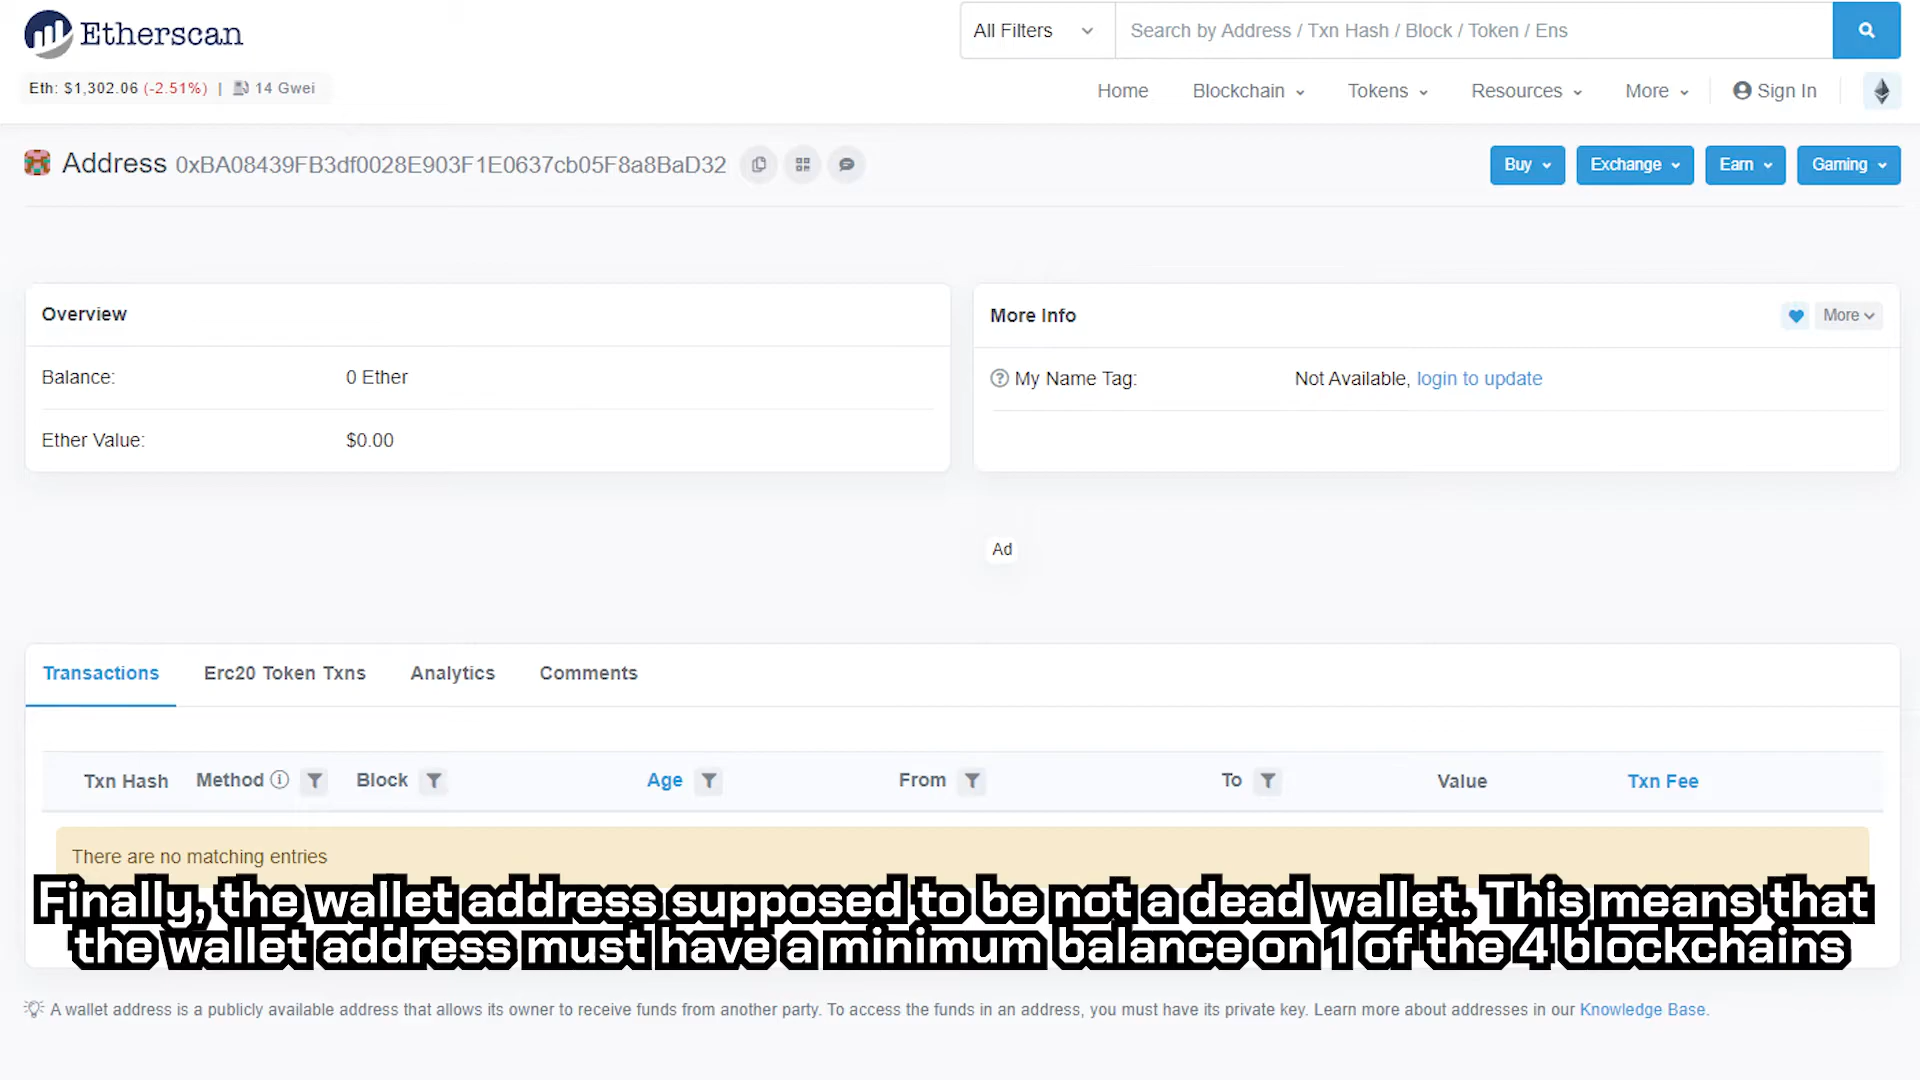 Etherscan
All Filters
Search by Address / Txn Hash / Block / Token / Ens
Eth: $1,302.06 (-2.51%) | 14 Gwei
Home Blockchain Tokens Resources More Sign In
Address 0xBA08439FB3df0028E903F1E0637cb05F8a8BaD32
Buy Exchange Earn Gaming
Overview
Balance: 0 Ether
Ether Value: $0.00
More Info
More
My Name Tag: Not Available, login to update
Ad
Transactions Erc20 Token Txns Analytics Comments
Txn Hash Method Block Age From To Value Txn Fee
There are no matching entries
Finally, the wallet address supposed to be not a dead wallet. This means that
the wallet address must have a minimum balance on 1 of the 4 blockchains
A wallet address is a publicly available address that allows its owner to receive funds from another party. To access the funds in an address, you must have its private key. Learn more about addresses in our Knowledge Base.